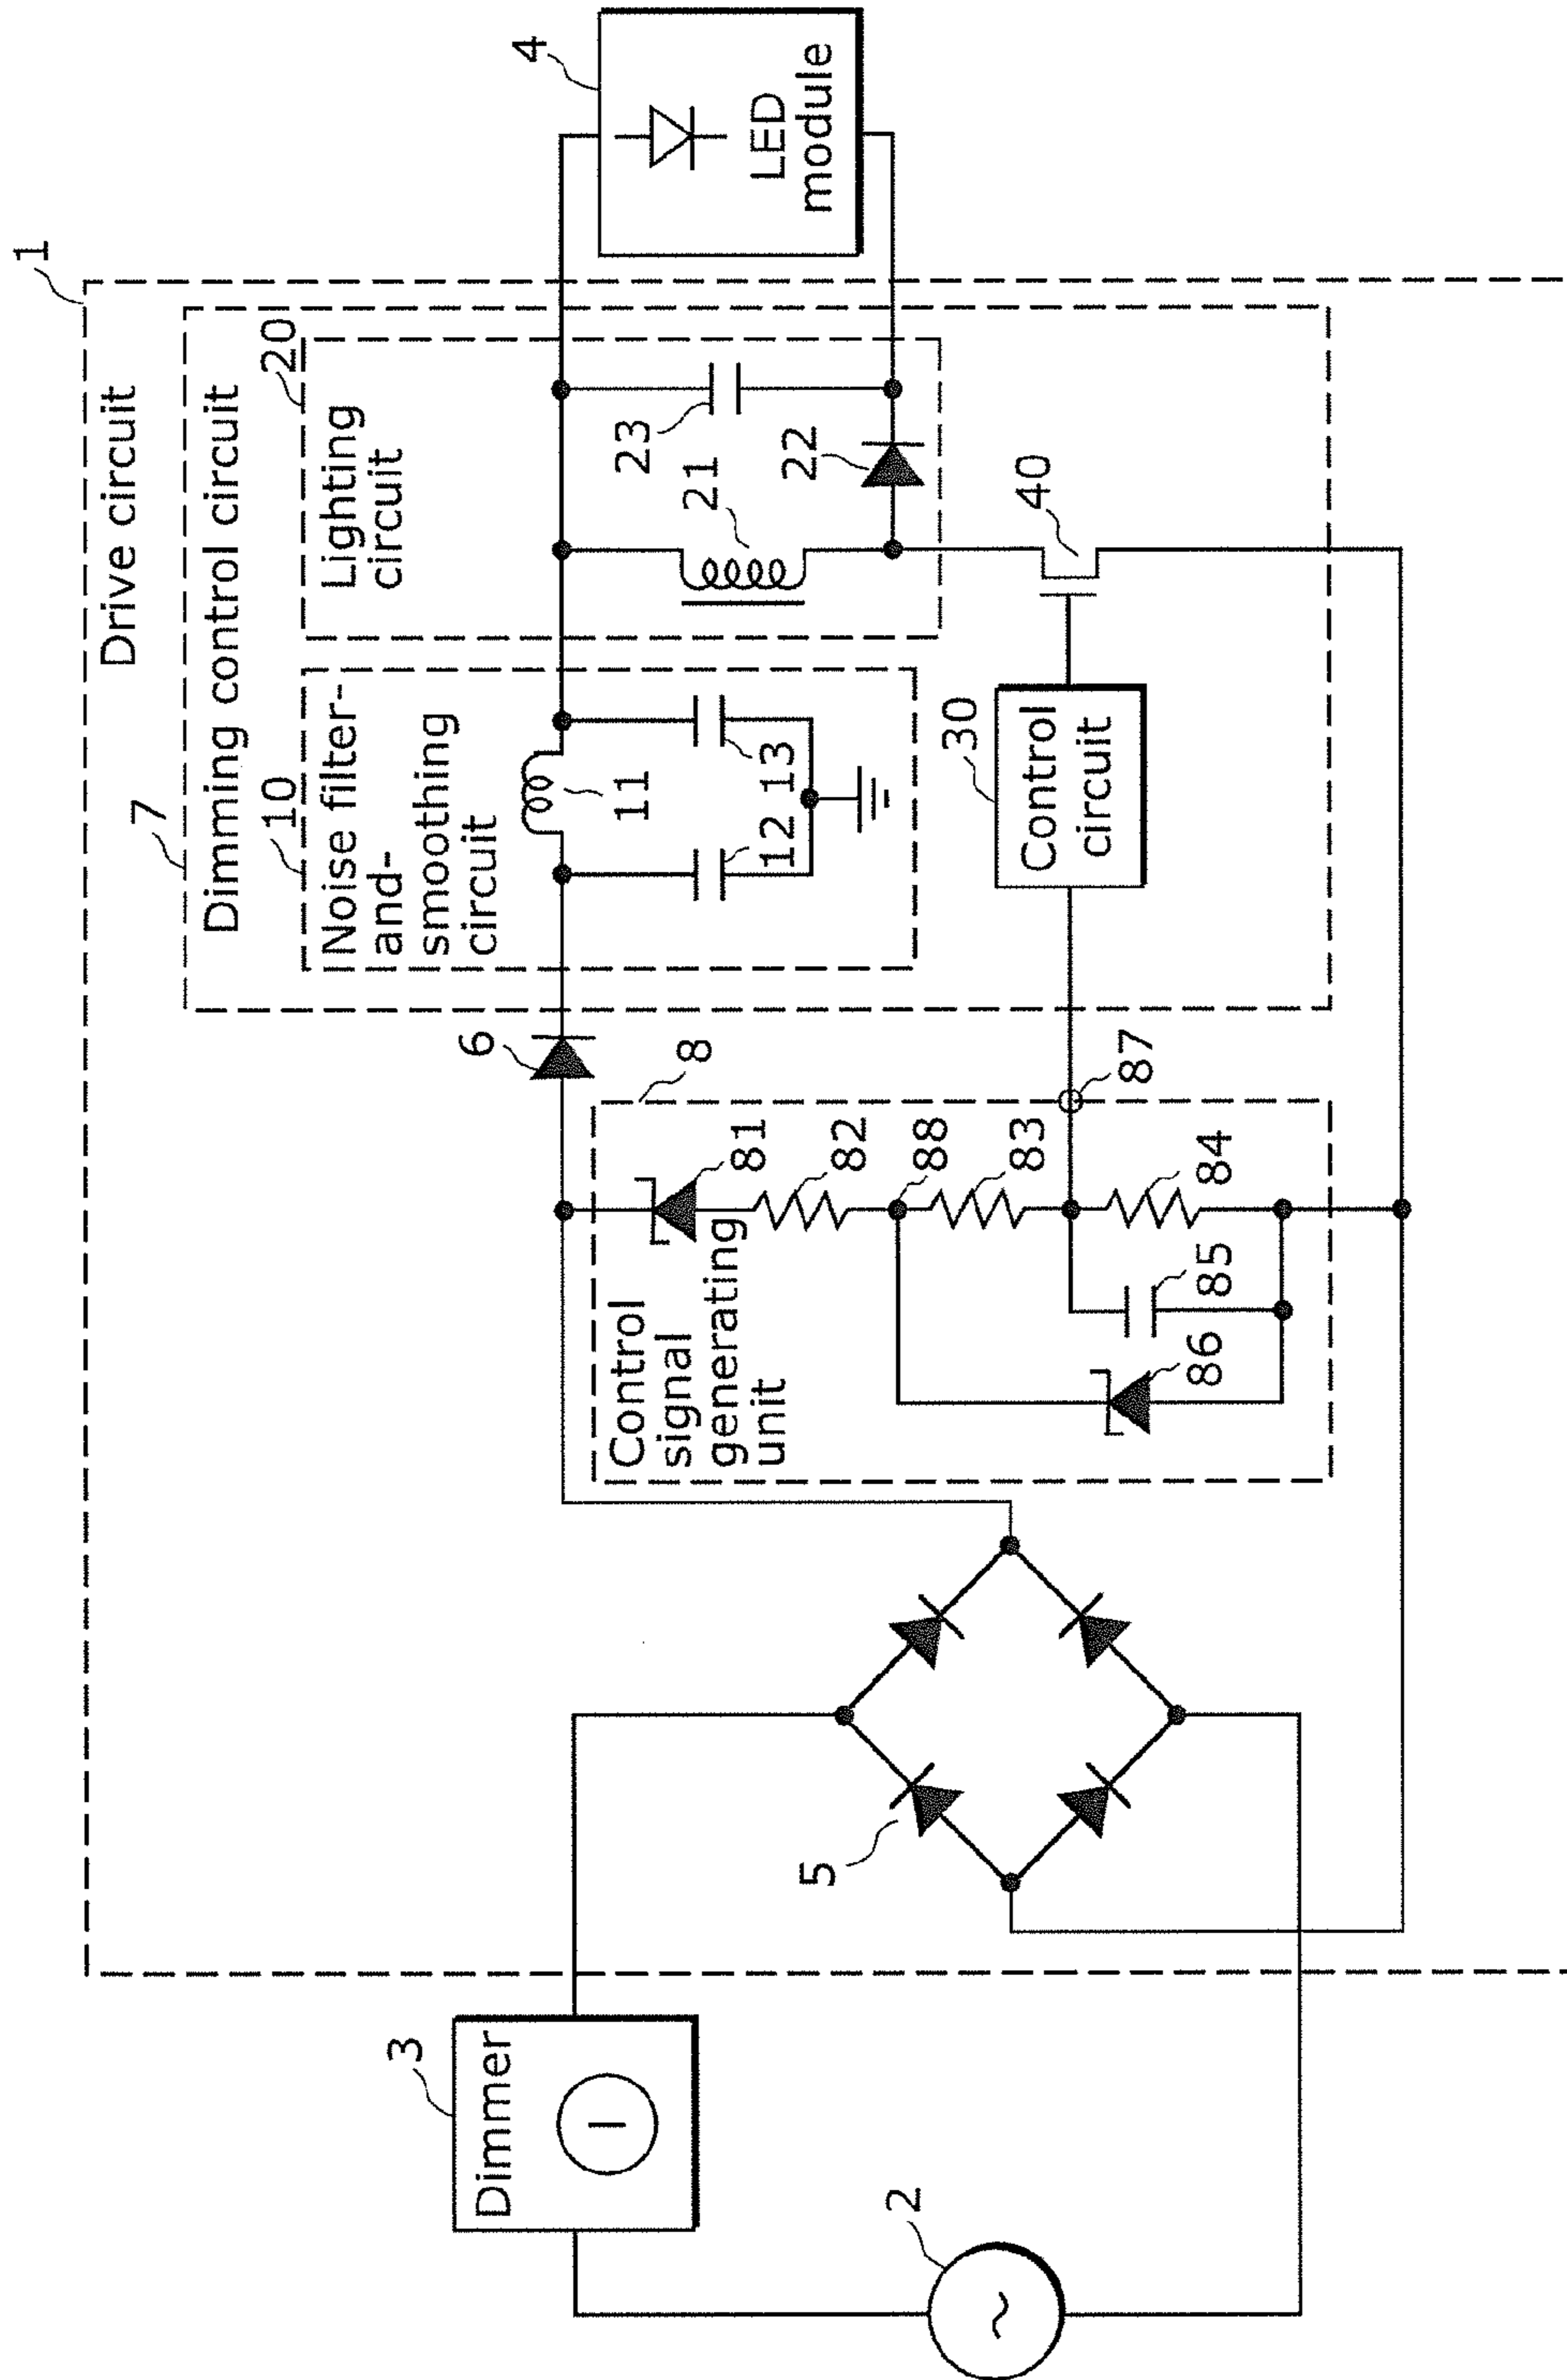 1
Drive circuit
7
Dimming control circuit
10
Noise filter-
and-
smoothing
circuit
11
12
13
20
Lighting
circuit
21
22
23
4
LED
module
30
Control
circuit
40
6
8
Control
signal
generating
unit
81
82
88
83
84
85
86
87
5
3
Dimmer
2
~